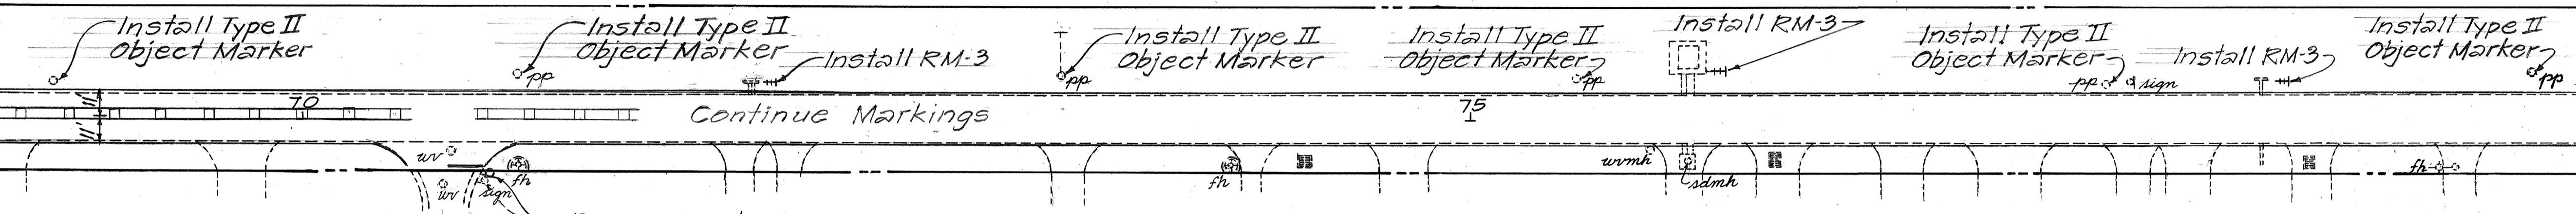 Install Type II
Object Marker
Install Type II
Object Marker
pp
Install RM-3
Install Type II
Object Marker
pp
Install Type II
Object Marker
pp
Install RM-3
Install Type II
Object Marker
pp
sign
Install RM-3
Install Type II
Object Marker
pp
11'
11'
70
Continue Markings
75
wv
wv
sign
fh
fh
wvmh
sdmh
fh